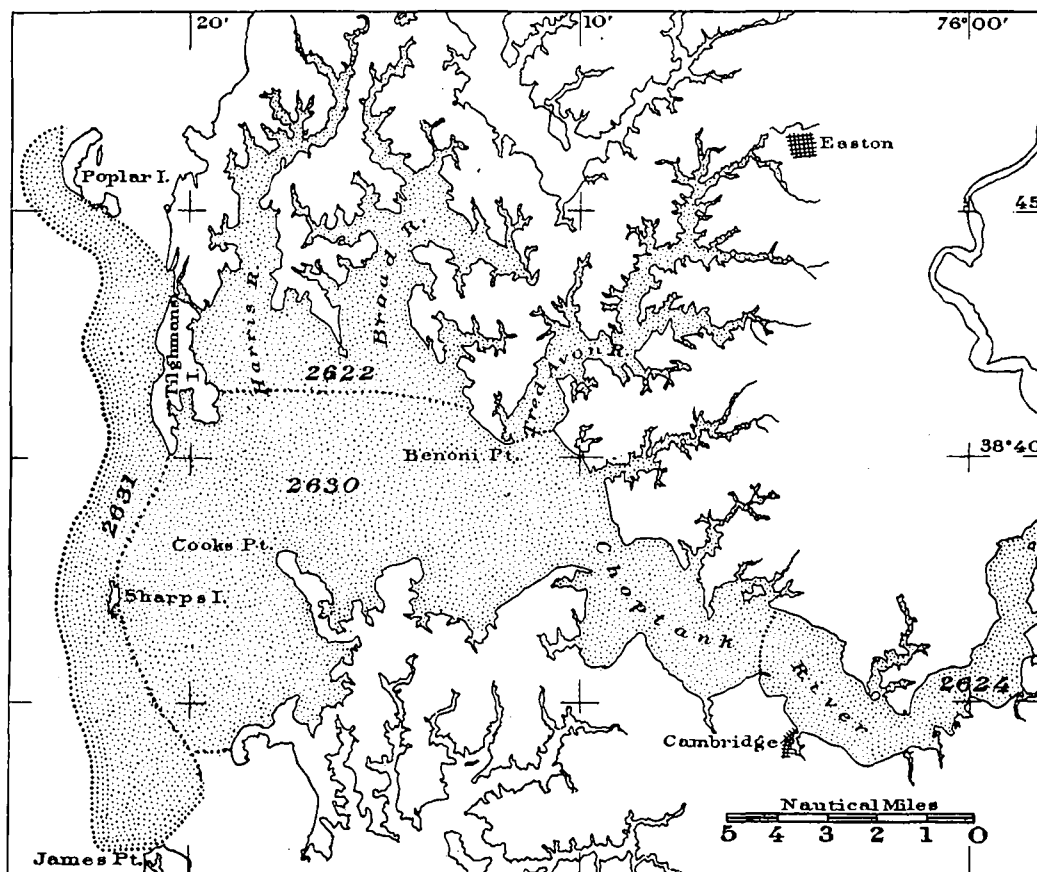 20'
10'
76°00'
Easton
Poplar I.
45
Harris R
Broad R.
Tilghmans I.
2622
Tred Avon R.
Benoni Pt.
38°40
2630
2631
Cooks Pt.
Choptank River
Sharps I.
2624
Cambridge
Nautical Miles
5 4 3 2 1 0
James Pt.